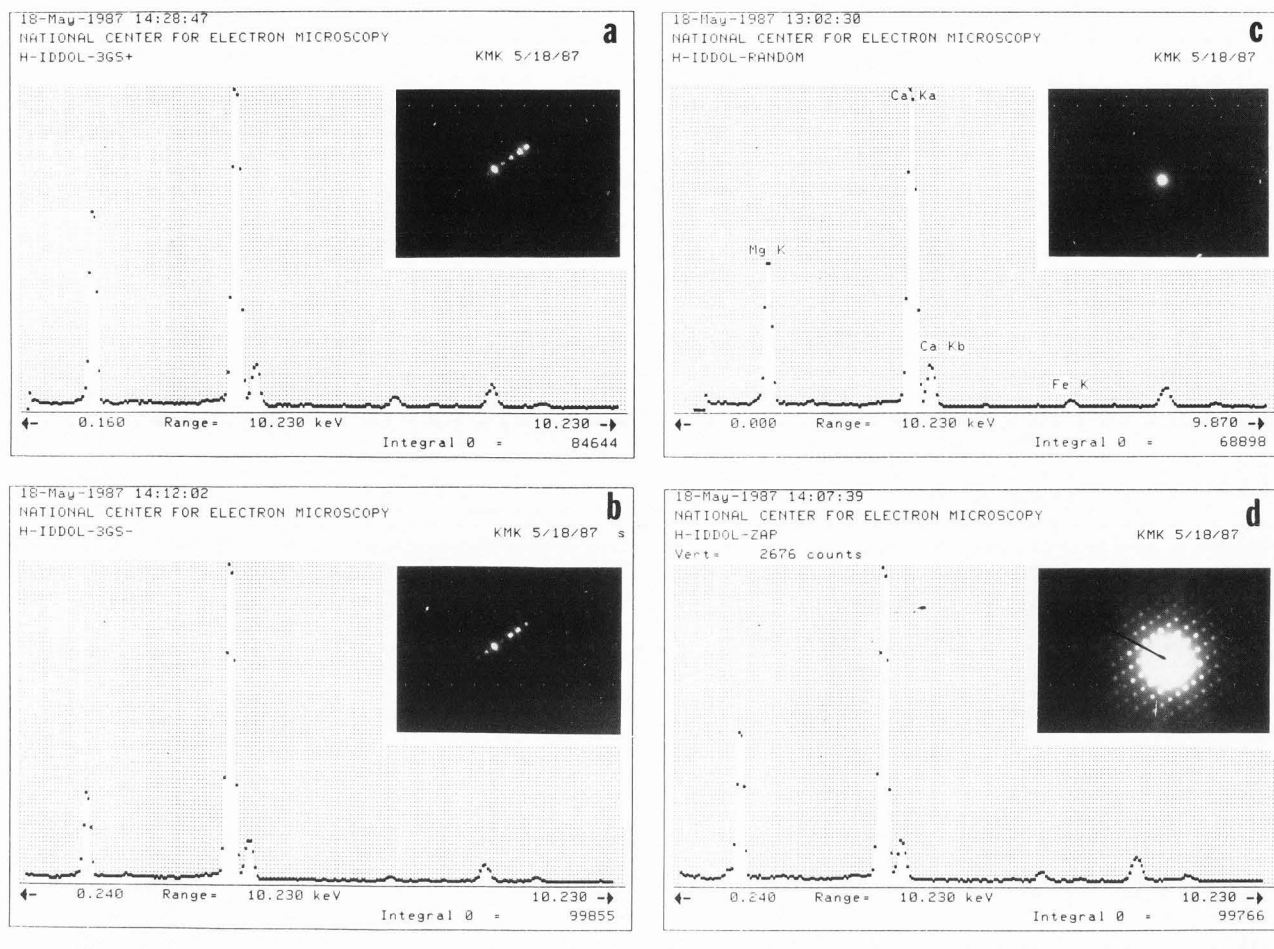 18-May-1987 14:28:47
NATIONAL CENTER FOR ELECTRON MICROSCOPY
H-IDDOL-3GS+ KMK 5/18/87
a
0.160 Range= 10.230 keV 10.230
Integral 0 = 84644
18-May-1987 13:02:30
NATIONAL CENTER FOR ELECTRON MICROSCOPY
H-IDDOL-RANDOM KMK 5/18/87
c
Ca Ka
Mg K
Ca Kb
Fe K
0.000 Range= 10.230 keV 9.870
Integral 0 = 68898
18-May-1987 14:12:02
NATIONAL CENTER FOR ELECTRON MICROSCOPY
H-IDDOL-3GS- KMK 5/18/87 s
b
0.240 Range= 10.230 keV 10.230
Integral 0 = 99855
18-May-1987 14:07:39
NATIONAL CENTER FOR ELECTRON MICROSCOPY
H-IDDOL-ZAP KMK 5/18/87
Vert= 2676 counts
d
0.240 Range= 10.230 keV 10.230
Integral 0 = 99766